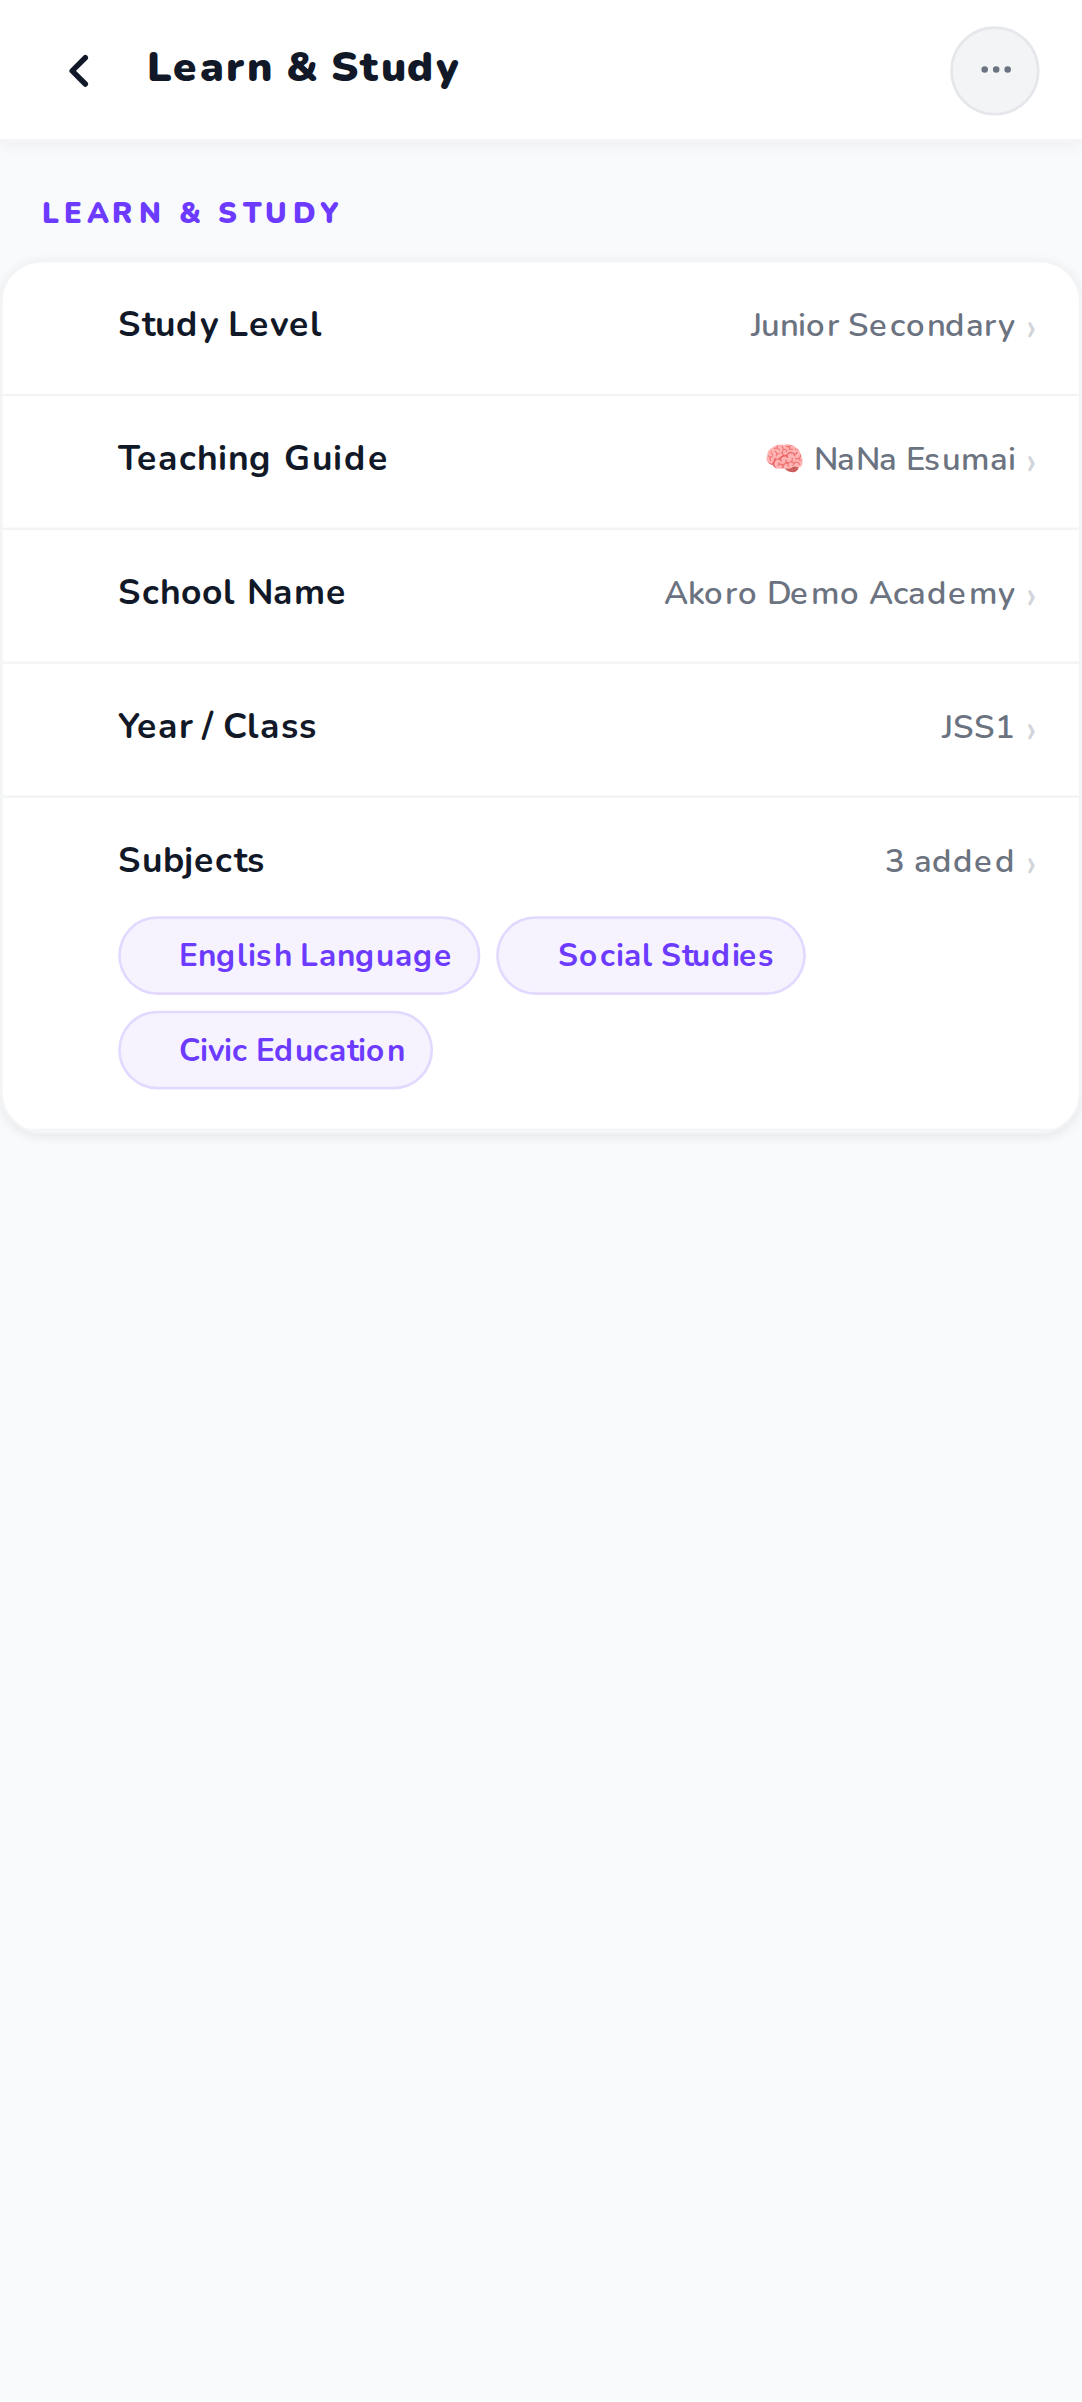 Learn & Study
LEARN & STUDY
Study Level Junior Secondary ›
Teaching Guide 🧠 NaNa Esumai ›
School Name Akoro Demo Academy ›
Year / Class JSS1 ›
Subjects 3 added ›
English Language Social Studies
Civic Education